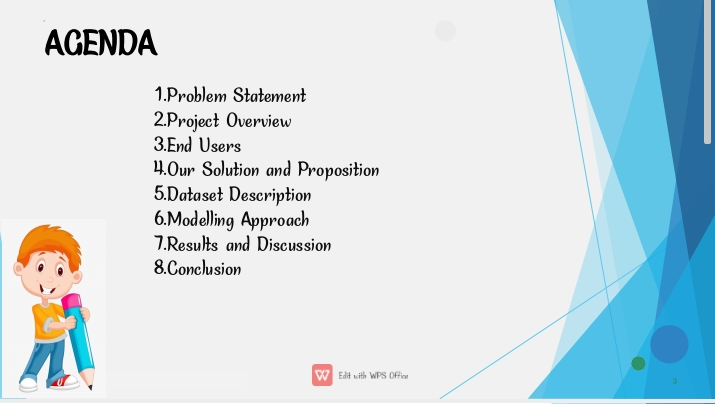 AGENDA
1.Problem Statement
2.Project Overview
3.End Users
4.Our Solution and Proposition
5.Dataset Description
6.Modelling Approach
7.Results and Discussion
8.Conclusion
W Edit with WPS Office
3